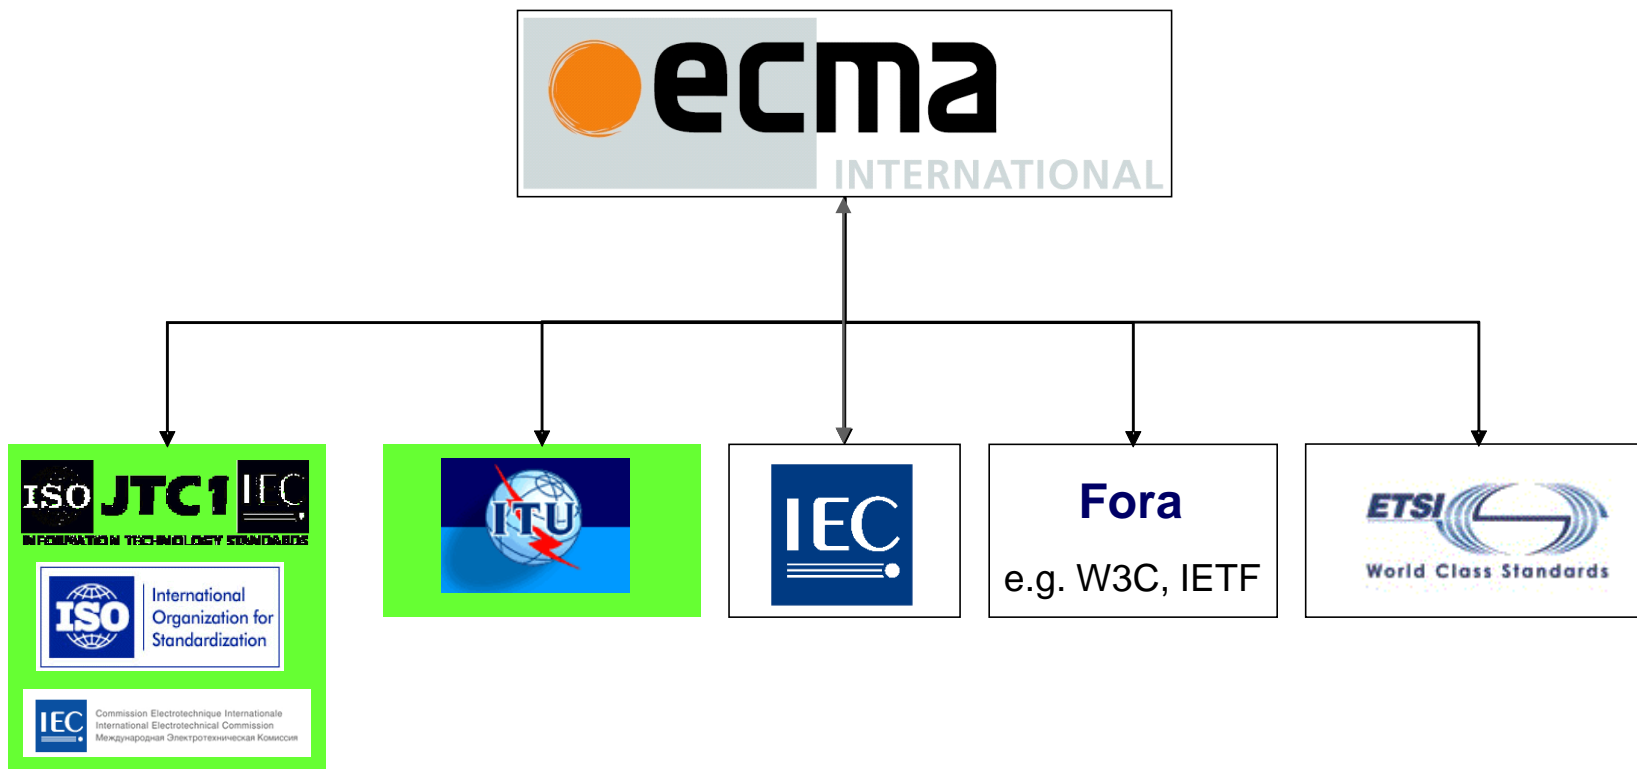 ecma
INTERNATIONAL
ISO JTC1 IEC
INFORMATION TECHNOLOGY STANDARDS
ISO
International
Organization for
Standardization
IEC
Commission Electrotechnique Internationale
International Electrotechnical Commission
Международная Электротехническая Комиссия
ITU
IEC
Fora
e.g. W3C, IETF
ETSI
World Class Standards